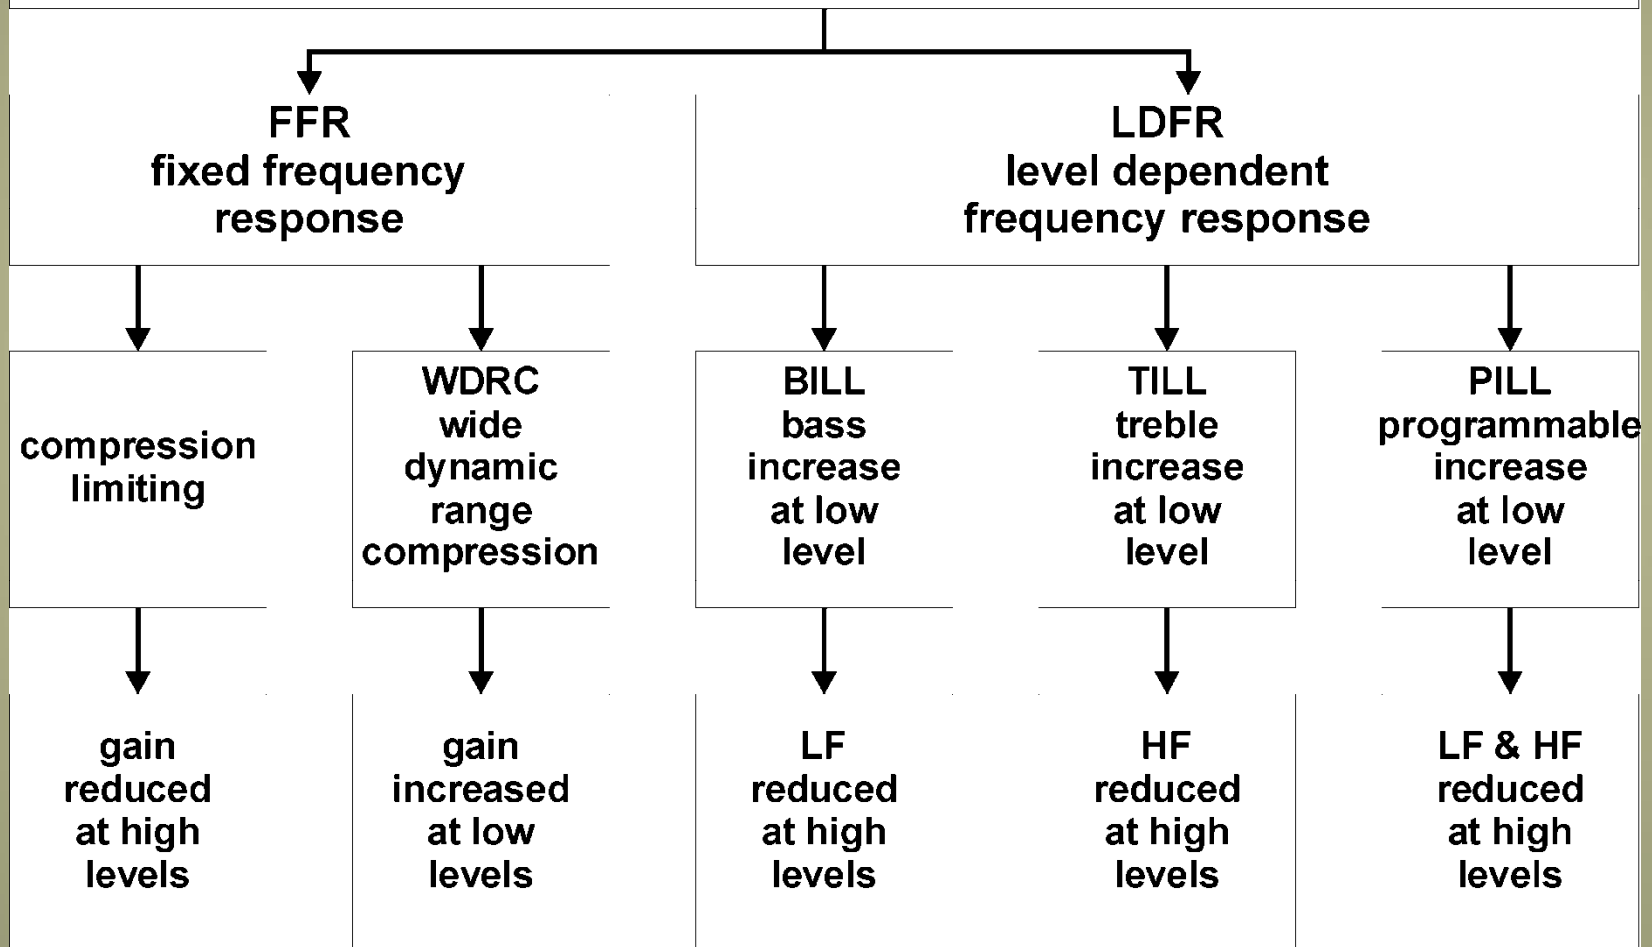 FFR
fixed frequency
response
LDFR
level dependent
frequency response
compression
limiting
WDRC
wide
dynamic
range
compression
BILL
bass
increase
at low
level
TILL
treble
increase
at low
level
PILL
programmable
increase
at low
level
gain
reduced
at high
levels
gain
increased
at low
levels
LF
reduced
at high
levels
HF
reduced
at high
levels
LF & HF
reduced
at high
levels